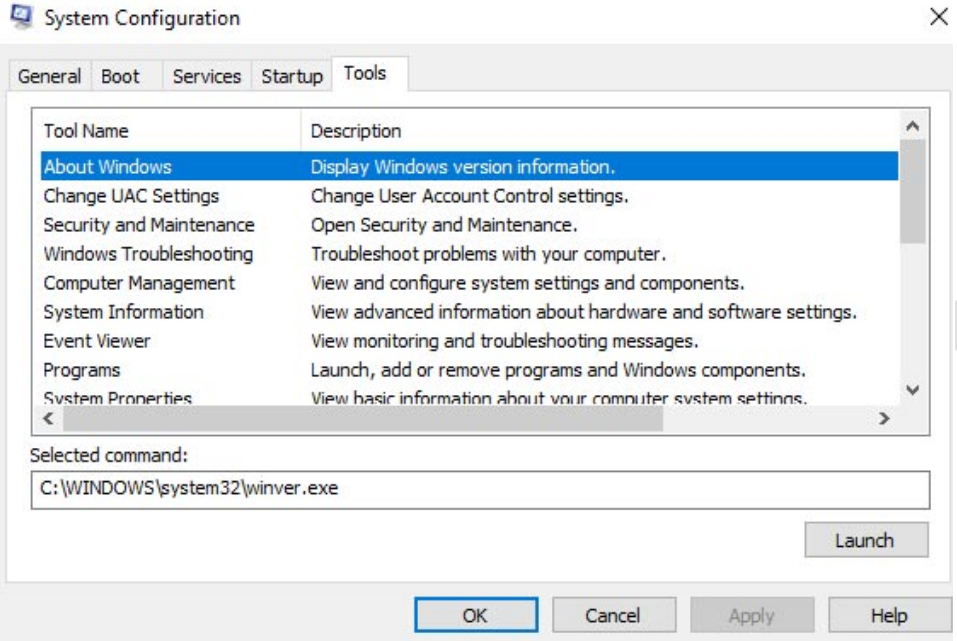 System Configuration
General Boot Services Startup Tools
Tool Name Description
About Windows Display Windows version information.
Change UAC Settings Change User Account Control settings.
Security and Maintenance Open Security and Maintenance.
Windows Troubleshooting Troubleshoot problems with your computer.
Computer Management View and configure system settings and components.
System Information View advanced information about hardware and software settings.
Event Viewer View monitoring and troubleshooting messages.
Programs Launch, add or remove programs and Windows components.
System Properties View basic information about your computer system settings.
Selected command:
C:\WINDOWS\system32\winver.exe
Launch
OK Cancel Apply Help